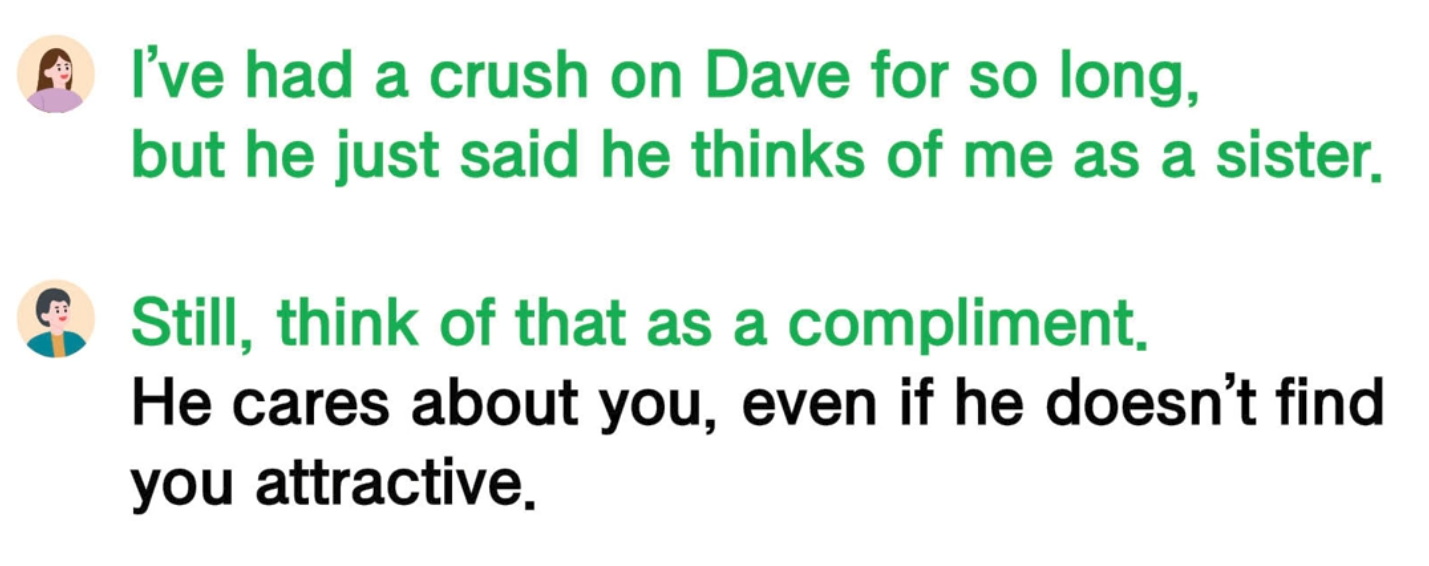 I’ve had a crush on Dave for so long,
but he just said he thinks of me as a sister.
Still, think of that as a compliment.
He cares about you, even if he doesn’t find
you attractive.